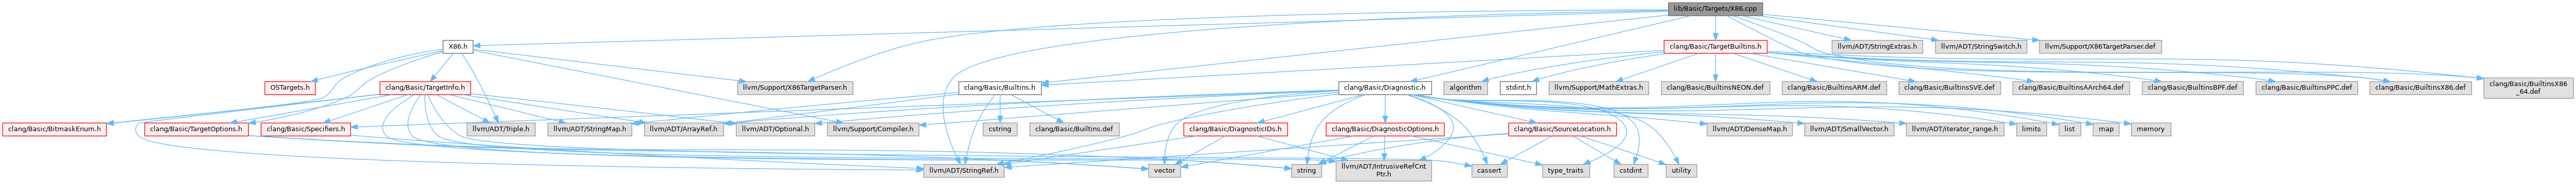 lib/Basic/Targets/X86.cpp
X86.h
clang/Basic/TargetBuiltins.h
llvm/ADT/StringExtras.h
llvm/ADT/StringSwitch.h
llvm/Support/X86TargetParser.def
OSTargets.h
clang/Basic/TargetInfo.h
llvm/Support/X86TargetParser.h
clang/Basic/Builtins.h
clang/Basic/Diagnostic.h
algorithm
stdint.h
llvm/Support/MathExtras.h
clang/Basic/BuiltinsNEON.def
clang/Basic/BuiltinsARM.def
clang/Basic/BuiltinsSVE.def
clang/Basic/BuiltinsAArch64.def
clang/Basic/BuiltinsBPF.def
clang/Basic/BuiltinsPPC.def
clang/Basic/BuiltinsX86.def
clang/Basic/BuiltinsX86
_64.def
clang/Basic/BitmaskEnum.h
clang/Basic/TargetOptions.h
clang/Basic/Specifiers.h
llvm/ADT/Triple.h
llvm/ADT/StringMap.h
llvm/ADT/ArrayRef.h
llvm/ADT/Optional.h
llvm/Support/Compiler.h
cstring
clang/Basic/Builtins.def
clang/Basic/DiagnosticIDs.h
clang/Basic/DiagnosticOptions.h
clang/Basic/SourceLocation.h
llvm/ADT/DenseMap.h
llvm/ADT/SmallVector.h
llvm/ADT/iterator_range.h
limits
list
map
memory
llvm/ADT/StringRef.h
vector
string
llvm/ADT/IntrusiveRefCnt
Ptr.h
cassert
type_traits
cstdint
utility